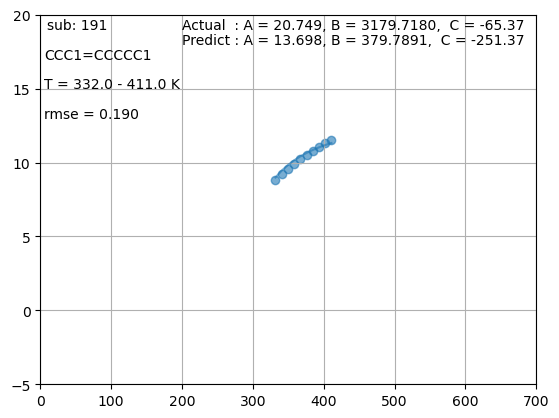 sub: 191
Actual  : A = 20.749, B = 3179.7180,  C = -65.37
Predict : A = 13.698, B = 379.7891,  C = -251.37
CCC1=CCCCC1
T = 332.0 - 411.0 K
rmse = 0.190
20
15
10
5
0
−5
0 100 200 300 400 500 600 700